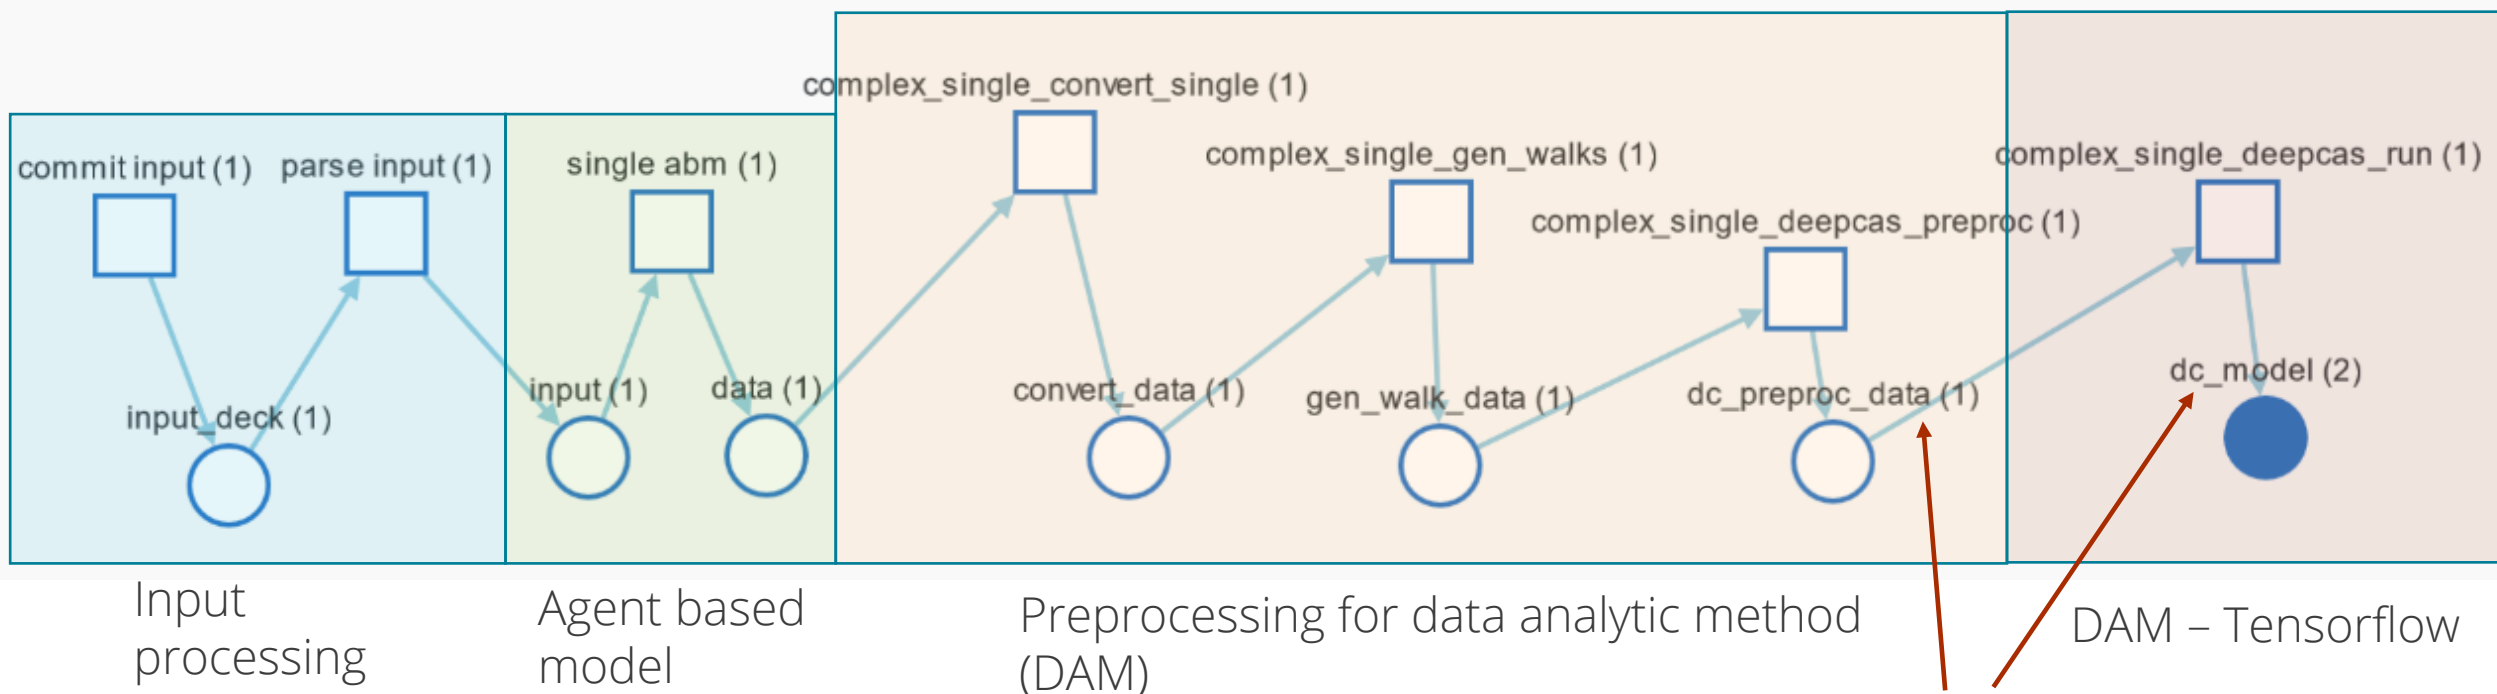 complex_single_convert_single (1)
commit input (1)
parse input (1)
single abm (1)
complex_single_gen_walks (1)
complex_single_deepcas_run (1)
complex_single_deepcas_preproc (1)
input_deck (1)
input (1)
data (1)
convert_data (1)
gen_walk_data (1)
dc_preproc_data (1)
dc_model (2)
Input
processing
Agent based
model
Preprocessing for data analytic method
(DAM)
DAM – Tensorflow